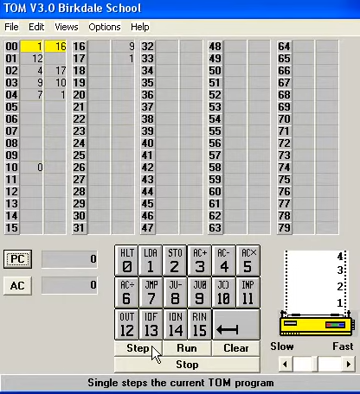 TOM V3.0 Birkdale School
File Edit Views Options Help
00 1 16 16 9 32 48 64
01 12 17 1 33 49 65
02 4 17 18 34 50 66
03 9 10 19 35 51 67
04 7 1 20 36 52 68
05 21 37 53 69
06 22 38 54 70
07 23 39 55 71
08 24 40 56 72
09 25 41 57 73
10 0 26 42 58 74
11 27 43 59 75
12 28 44 60 76
13 29 45 61 77
14 30 46 62 78
15 31 47 63 79
PC 0
AC 0
HLT LDA STO AC+ AC- AC×
0 1 2 3 4 5
AC÷ JMP JU- JU0 JC) INP
6 7 8 9 10 11
OUT IOF ION RIN
12 13 14 15
Step Run Clear
Stop
4
3
2
1
Slow Fast
Single steps the current TOM program